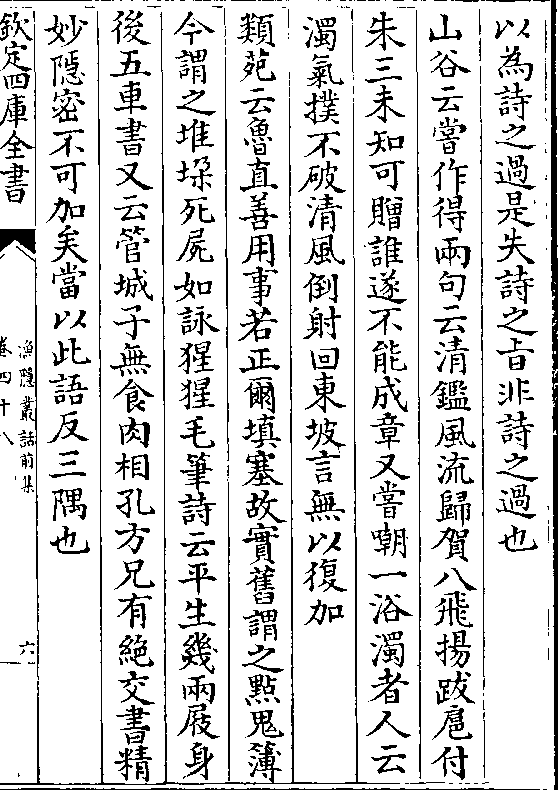 以為詩之過是失詩之㫖非詩之過也
山谷云嘗作得兩句云清鑑風流歸賀八飛揚跋扈付
朱三未知可贈誰遂不能成章又嘗嘲一浴濁者人云
濁氣撲不破清風倒射回東坡言無以復加
類苑云魯直善用事若正爾填塞故實舊謂之㸃鬼簿
今謂之堆垜死屍如詠猩猩毛筆詩云平生幾兩屐身
後五車書又云管城子無食肉相孔方兄有絶交書精
妙隱宻不可加矣當以此語反三隅也
欽定四庫全書
漁隱叢話前集
卷四十八
六